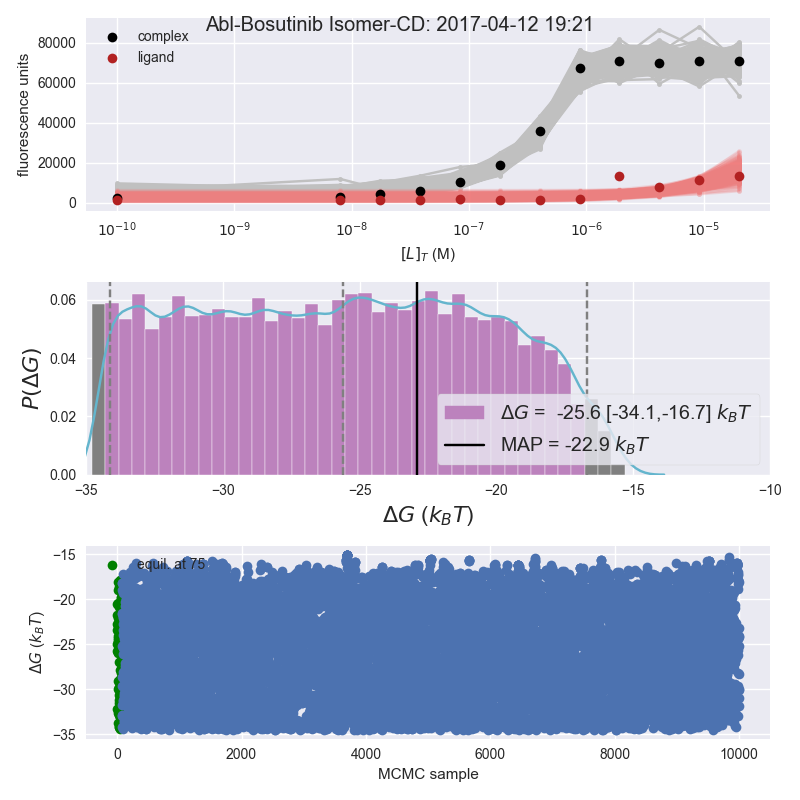 Abl-Bosutinib Isomer-CD: 2017-04-12 19:21
complex
ligand
80000
60000
40000
20000
0
fluorescence units
10⁻¹⁰ 10⁻⁹ 10⁻⁸ 10⁻⁷ 10⁻⁶ 10⁻⁵
[L]_T (M)
0.06
0.04
0.02
0.00
P(ΔG)
ΔG = -25.6 [-34.1,-16.7] k_BT
MAP = -22.9 k_BT
−35 −30 −25 −20 −15 −10
ΔG (k_BT)
equil. at 75
−15
−20
−25
−30
−35
ΔG (k_BT)
0 2000 4000 6000 8000 10000
MCMC sample